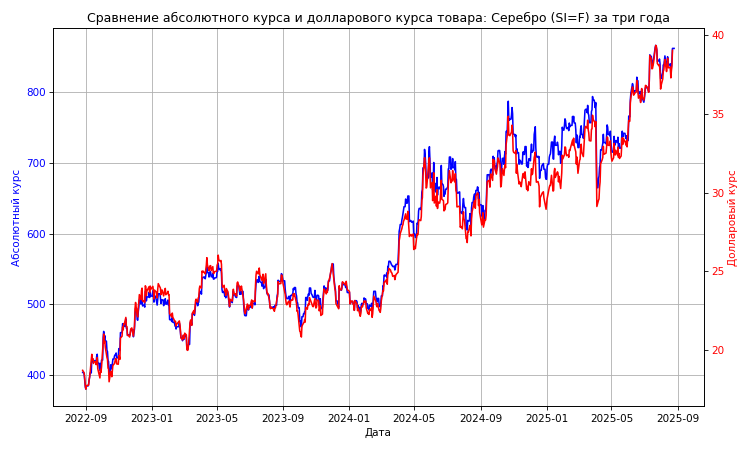 Сравнение абсолютного курса и долларового курса товара: Серебро (SI=F) за три года
Абсолютный курс
800
700
600
500
400
40
35
30
25
20
Долларовый курс
2022-09 2023-01 2023-05 2023-09 2024-01 2024-05 2024-09 2025-01 2025-05 2025-09
Дата